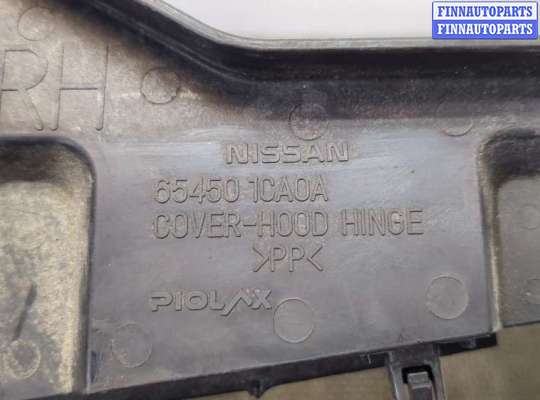 FINNAUTOPARTS
FINNAUTOPARTS
RH
NISSAN
65450 1CA0A
COVER-HOOD HINGE
>PP<
PIOLAX